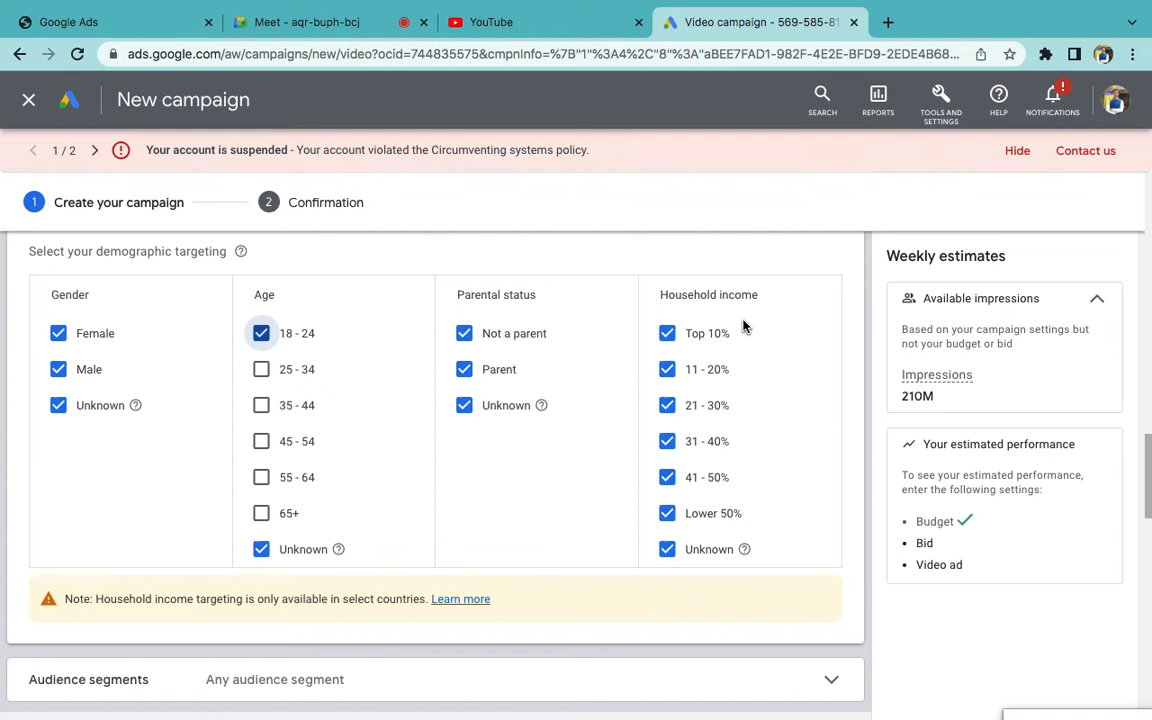 Google Ads
Meet - aqr-buph-bcj
YouTube
Video campaign - 569-585-81
ads.google.com/aw/campaigns/new/video?ocid=744835575&cmpnInfo=%7B"1"%3A4%2C"8"%3A"aBEE7FAD1-982F-4E2E-BFD9-2EDE4B68...
New campaign
SEARCH
REPORTS
TOOLS AND
SETTINGS
HELP
!
NOTIFICATIONS
1 / 2
Your account is suspended - Your account violated the Circumventing systems policy.
Hide
Contact us
1 Create your campaign
2 Confirmation
Select your demographic targeting
Gender
Female
Male
Unknown
Age
18 - 24
25 - 34
35 - 44
45 - 54
55 - 64
65+
Unknown
Parental status
Not a parent
Parent
Unknown
Household income
Top 10%
11 - 20%
21 - 30%
31 - 40%
41 - 50%
Lower 50%
Unknown
Note: Household income targeting is only available in select countries. Learn more
Audience segments
Any audience segment
Weekly estimates
Available impressions
Based on your campaign settings but
not your budget or bid
Impressions
210M
Your estimated performance
To see your estimated performance,
enter the following settings:
• Budget
• Bid
• Video ad